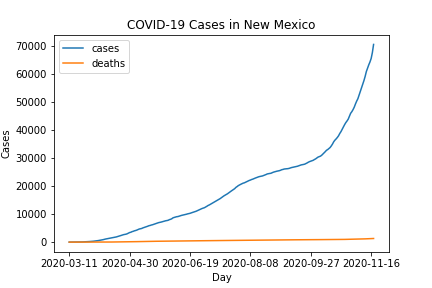 COVID-19 Cases in New Mexico
cases
deaths
70000
60000
50000
40000
30000
20000
10000
0
Cases
2020-03-11 2020-04-30 2020-06-19 2020-08-08 2020-09-27 2020-11-16
Day